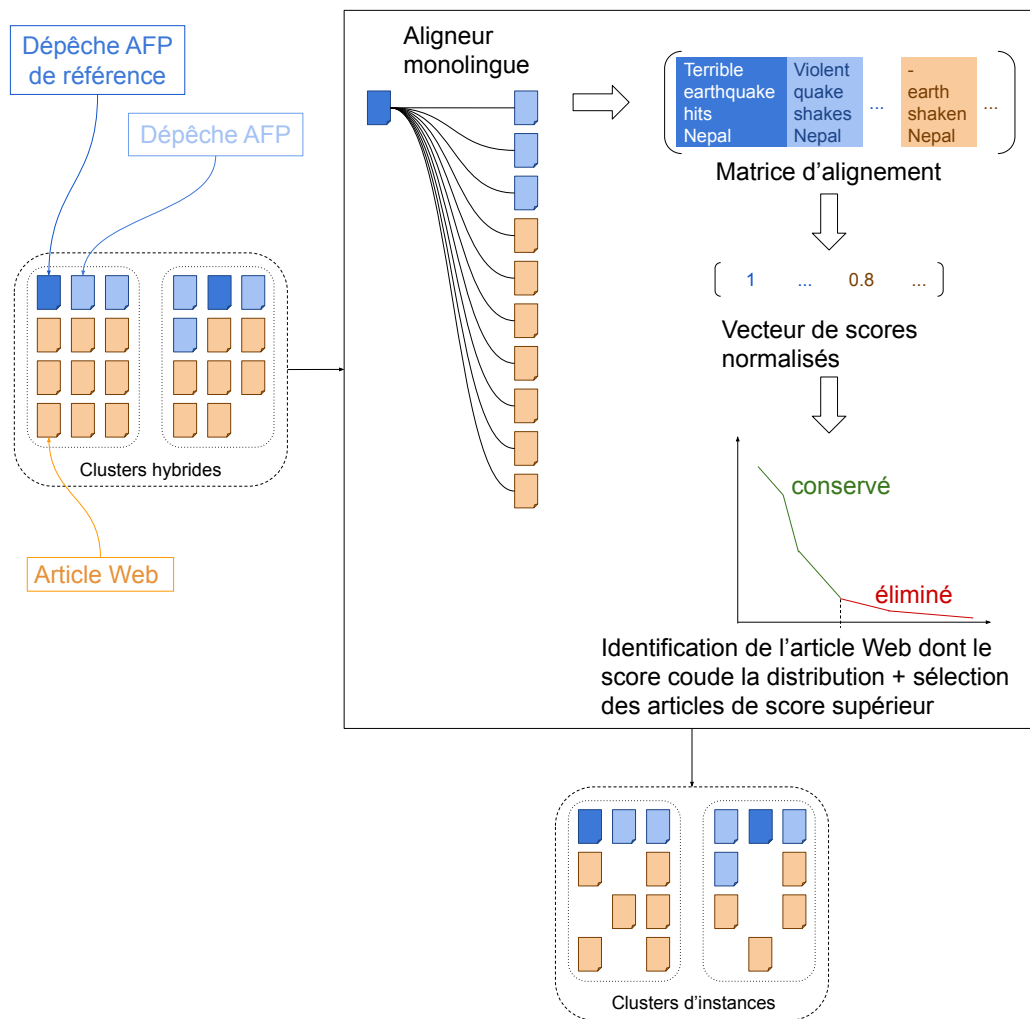 Dépêche AFP
de référence
Dépêche AFP
Clusters hybrides
Article Web
Aligneur
monolingue
Terrible Violent -
earthquake quake earth
hits shakes ... shaken ...
Nepal Nepal Nepal
Matrice d'alignement
1 ... 0.8 ...
Vecteur de scores
normalisés
conservé
éliminé
Identification de l'article Web dont le
score coude la distribution + sélection
des articles de score supérieur
Clusters d'instances